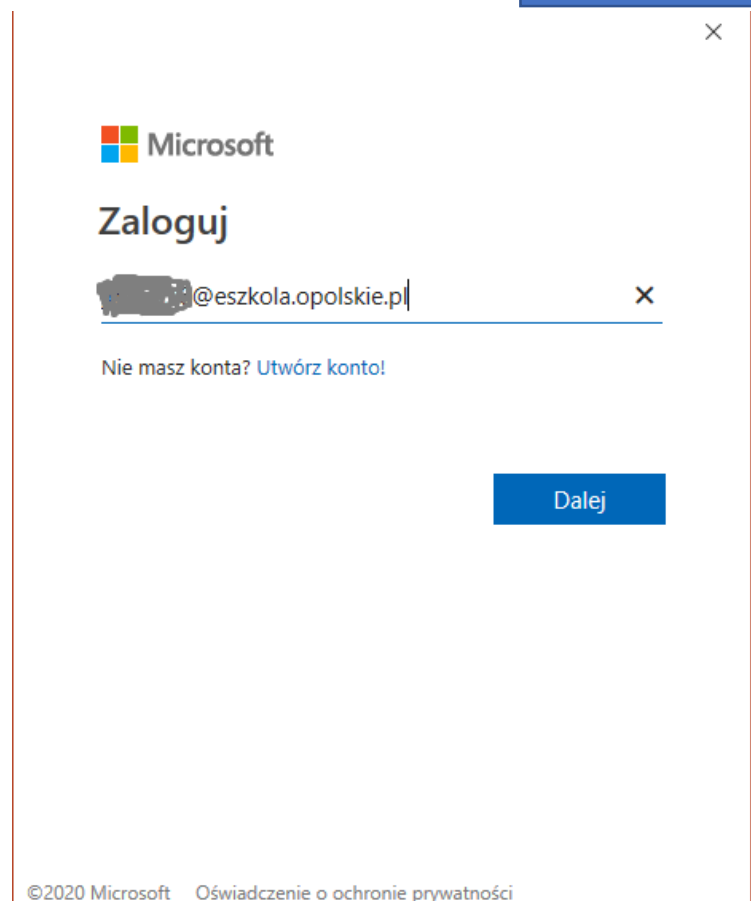 Microsoft
Zaloguj
@eszkola.opolskie.pl
Nie masz konta? Utwórz konto!
Dalej
©2020 Microsoft Oświadczenie o ochronie prywatności